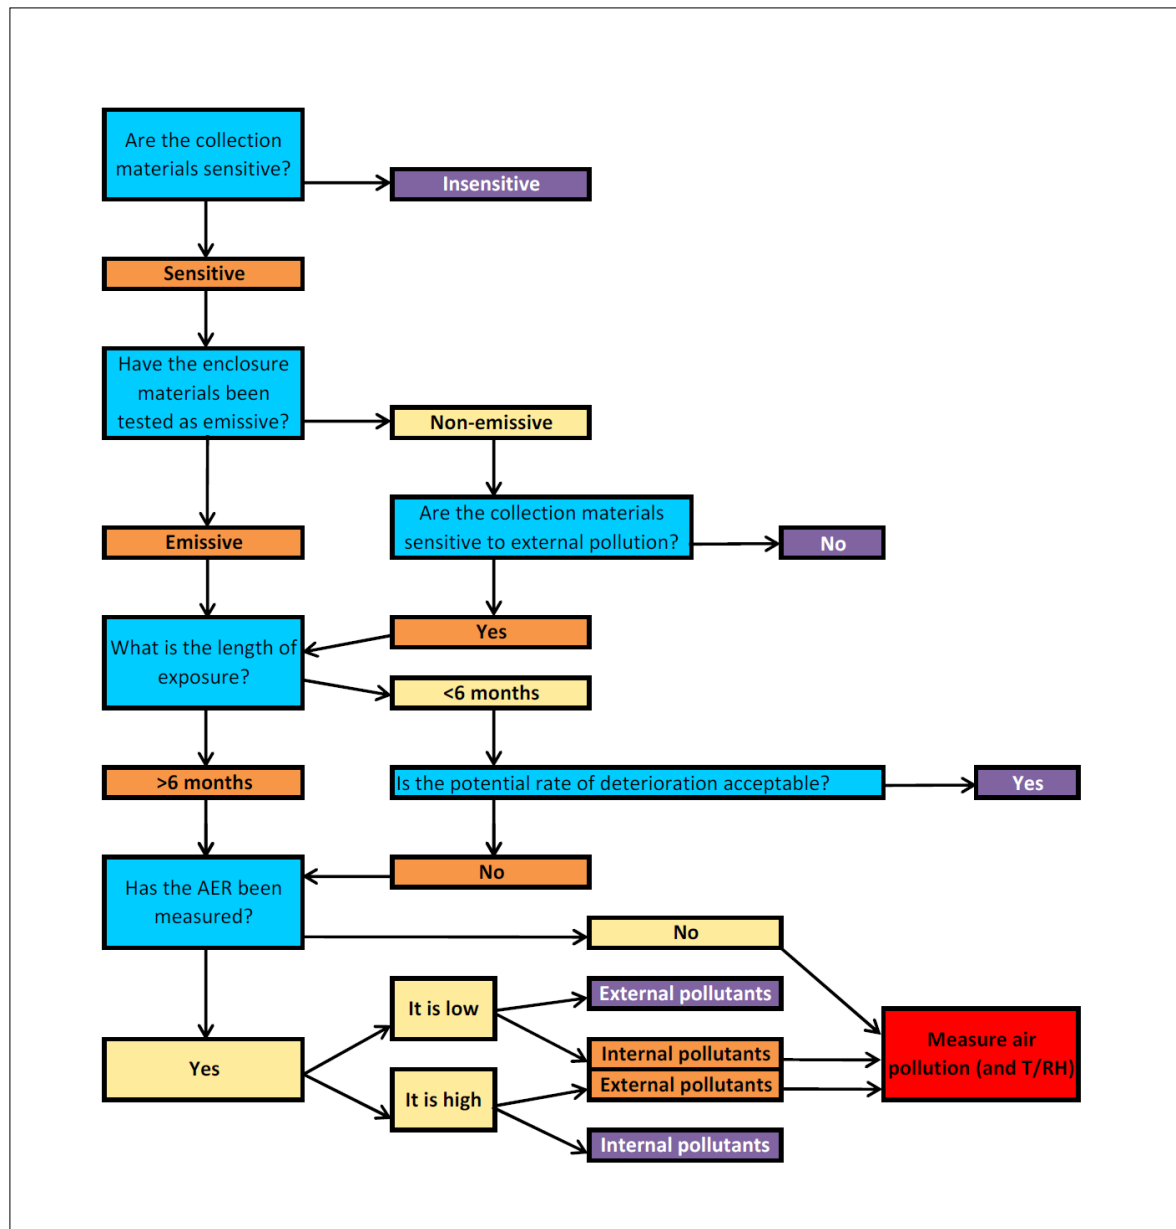 Are the collection
materials sensitive?
Insensitive
Sensitive
Have the enclosure
materials been
tested as emissive?
Non-emissive
Are the collection materials
sensitive to external pollution?
No
Emissive
Yes
What is the length of
exposure?
<6 months
>6 months
Is the potential rate of deterioration acceptable?
Yes
No
Has the AER been
measured?
No
It is low
External pollutants
Yes
Internal pollutants
Measure air
pollution (and T/RH)
It is high
External pollutants
Internal pollutants